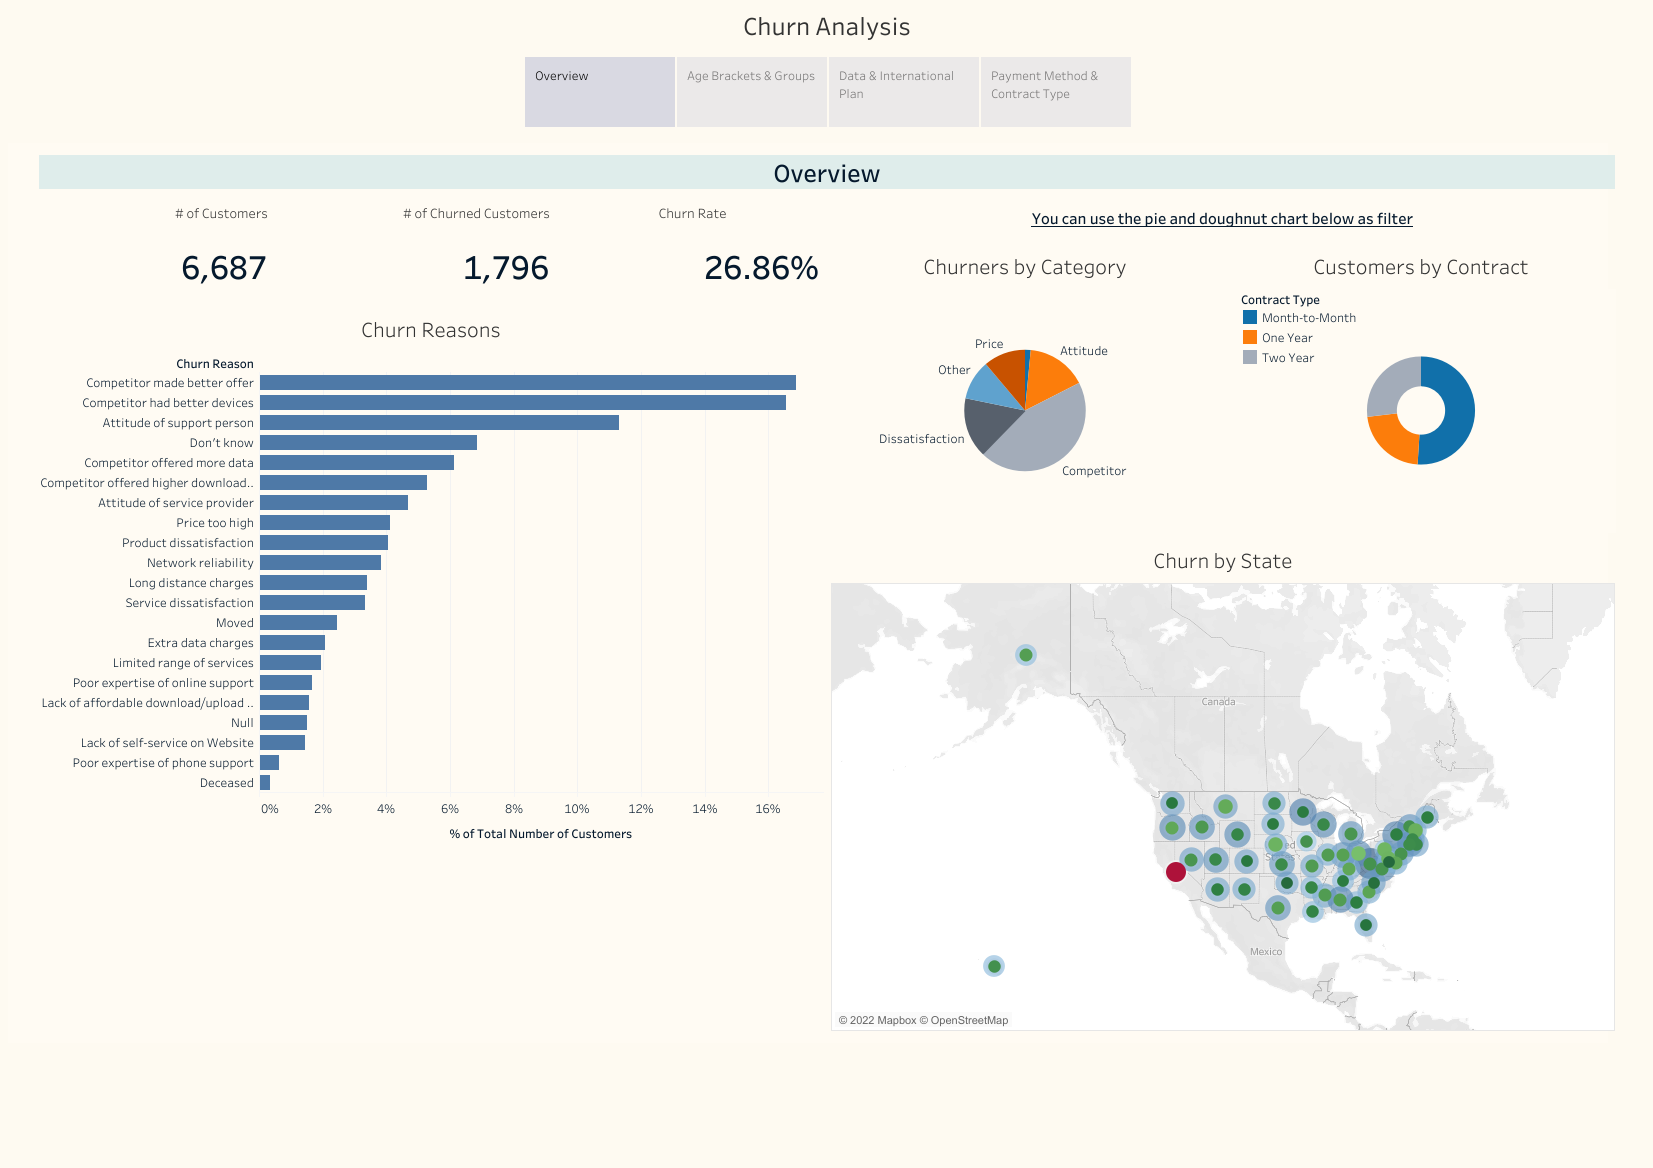 Churn Analysis
Overview
Age Brackets & Groups
Data & International
Plan
Payment Method &
Contract Type
Overview
# of Customers
# of Churned Customers
Churn Rate
6,687
1,796
26.86%
You can use the pie and doughnut chart below as filter
Churn Reasons
Churn Reason
Competitor made better offer
Competitor had better devices
Attitude of support person
Don't know
Competitor offered more data
Competitor offered higher download..
Attitude of service provider
Price too high
Product dissatisfaction
Network reliability
Long distance charges
Service dissatisfaction
Moved
Extra data charges
Limited range of services
Poor expertise of online support
Lack of affordable download/upload ..
Null
Lack of self-service on Website
Poor expertise of phone support
Deceased
0% 2% 4% 6% 8% 10% 12% 14% 16%
% of Total Number of Customers
Churners by Category
Price
Attitude
Other
Dissatisfaction
Competitor
Customers by Contract
Contract Type
Month-to-Month
One Year
Two Year
Churn by State
Canada
Mexico
© 2022 Mapbox © OpenStreetMap